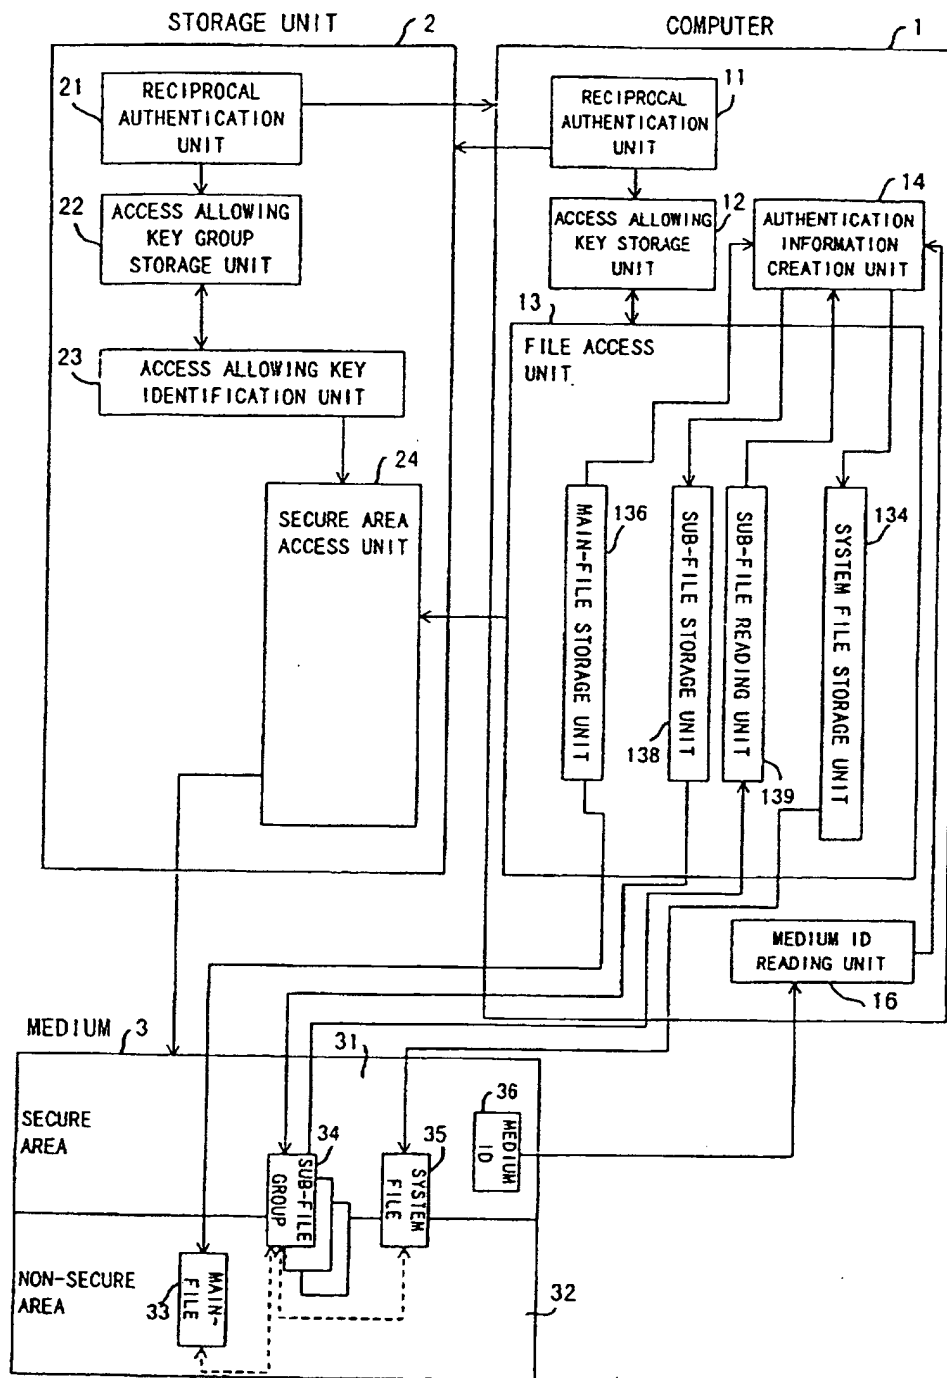 STORAGE UNIT
2
COMPUTER
1
21
RECIPROCAL
AUTHENTICATION
UNIT
11
RECIPROCAL
AUTHENTICATION
UNIT
22
ACCESS ALLOWING
KEY GROUP
STORAGE UNIT
12
ACCESS ALLOWING
KEY STORAGE
UNIT
14
AUTHENTICATION
INFORMATION
CREATION UNIT
13
FILE ACCESS
UNIT
23
ACCESS ALLOWING KEY
IDENTIFICATION UNIT
24
SECURE AREA
ACCESS UNIT
MAIN-FILE STORAGE UNIT
136
SUB-FILE STORAGE UNIT
138
SUB-FILE READING UNIT
139
SYSTEM FILE STORAGE UNIT
134
MEDIUM ID
READING UNIT
16
MEDIUM
3
31
SECURE
AREA
SUB-FILE
GROUP
34
SYSTEM
FILE
35
36
MEDIUM
ID
NON-SECURE
AREA
MAIN-
FILE
33
32